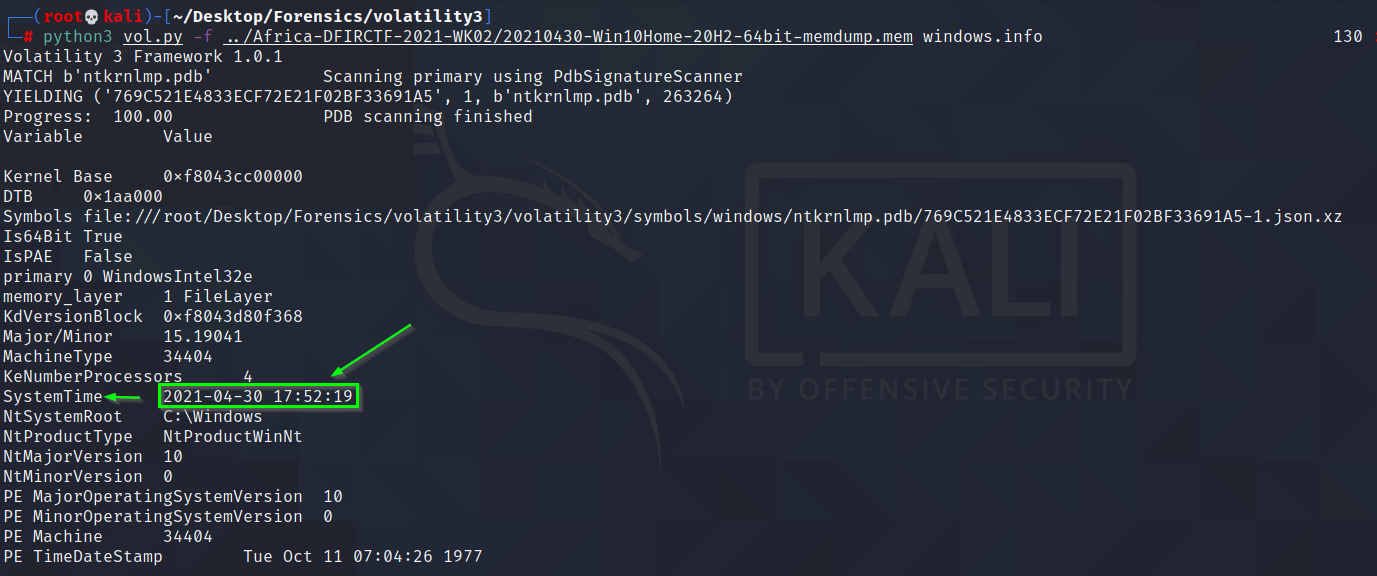 (root💀kali)-[~/Desktop/Forensics/volatility3]
# python3 vol.py -f ../Africa-DFIRCTF-2021-WK02/20210430-Win10Home-20H2-64bit-memdump.mem windows.info 130
Volatility 3 Framework 1.0.1
MATCH b'ntkrnlmp.pdb' Scanning primary using PdbSignatureScanner
YIELDING ('769C521E4833ECF72E21F02BF33691A5', 1, b'ntkrnlmp.pdb', 263264)
Progress: 100.00 PDB scanning finished
Variable Value
Kernel Base 0×f8043cc00000
DTB 0×1aa000
Symbols file:///root/Desktop/Forensics/volatility3/volatility3/symbols/windows/ntkrnlmp.pdb/769C521E4833ECF72E21F02BF33691A5-1.json.xz
Is64Bit True
IsPAE False
primary 0 WindowsIntel32e
memory_layer 1 FileLayer
KdVersionBlock 0×f8043d80f368
Major/Minor 15.19041
MachineType 34404
KeNumberProcessors 4
SystemTime 2021-04-30 17:52:19
NtSystemRoot C:\Windows
NtProductType NtProductWinNt
NtMajorVersion 10
NtMinorVersion 0
PE MajorOperatingSystemVersion 10
PE MinorOperatingSystemVersion 0
PE Machine 34404
PE TimeDateStamp Tue Oct 11 07:04:26 1977
KALI
BY OFFENSIVE SECURITY